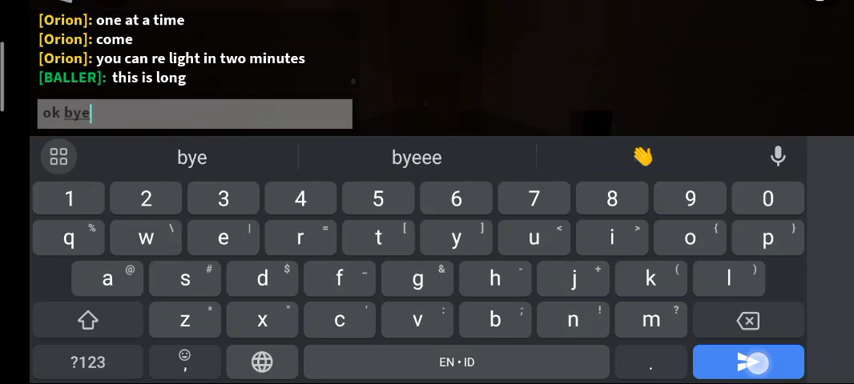 [Orion]: one at a time
[Orion]: come
[Orion]: you can re light in two minutes
[BALLER]: this is long
ok bye
bye byeee 👋
1 2 3 4 5 6 7 8 9 0
q % w \ e | r = t [ y ] u < i > o { p }
a @ s # d $ f _ g & h - j + k ( l )
z * x " c ' v : b ; n ! m ?
?123 , EN • ID .